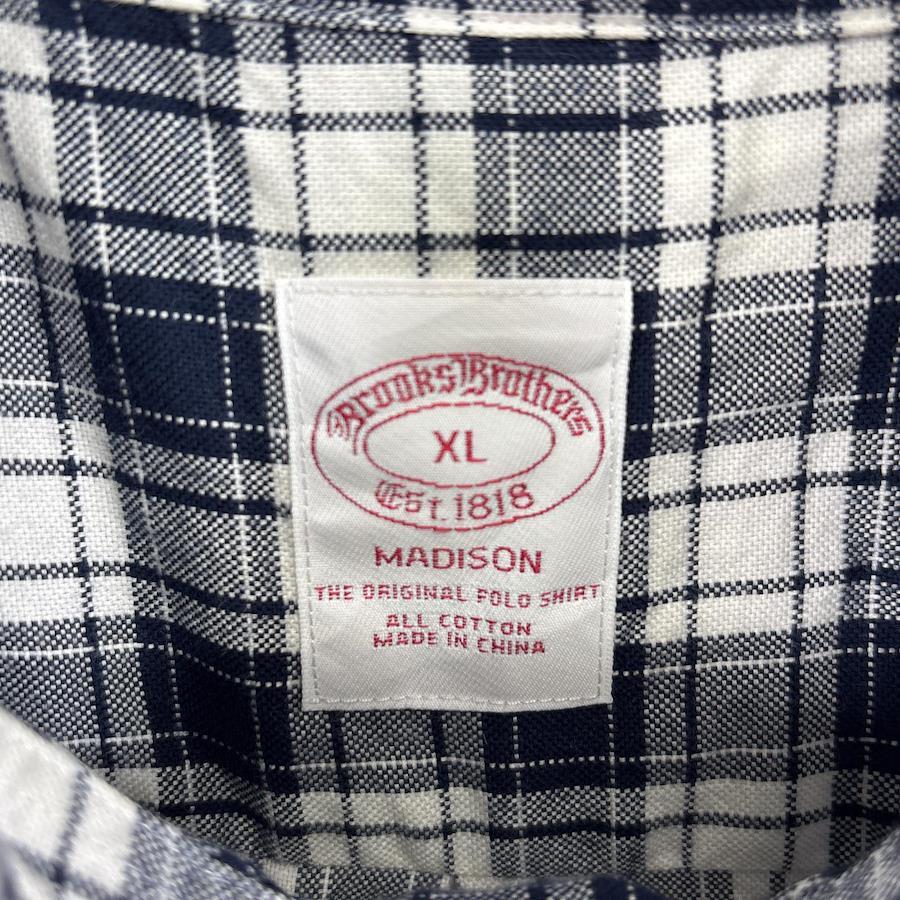 Brooks Brothers
XL
Est. 1818
MADISON
THE ORIGINAL POLO SHIRT
ALL COTTON
MADE IN CHINA